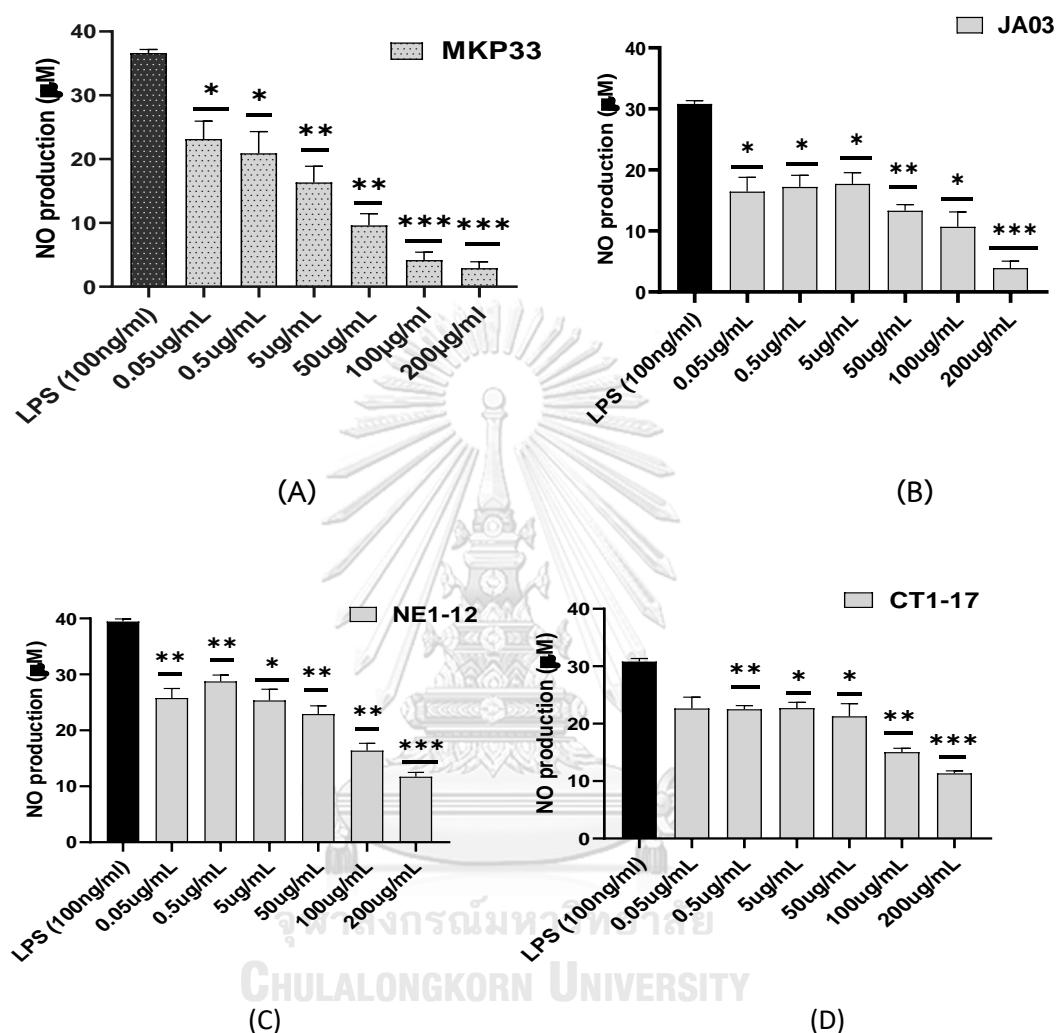 MKP33
NO production (µM)
40
30
20
10
0
* * ** ** *** ***
LPS (100ng/ml)
0.05ug/mL
0.5ug/mL
5ug/mL
50ug/mL
100µg/ml
200µg/ml
(A)
JA03
NO production (µM)
40
30
20
10
0
* * * ** * ***
LPS (100ng/ml)
0.05ug/mL
0.5ug/mL
5ug/mL
50ug/mL
100ug/mL
200ug/mL
(B)
NE1-12
NO production (µM)
40
30
20
10
0
** ** * ** ** ***
LPS (100ng/ml)
0.05ug/mL
0.5ug/mL
5ug/mL
50ug/mL
100ug/mL
200ug/mL
(C)
CT1-17
NO production (µM)
40
30
20
10
0
** * * ** ***
LPS (100ng/ml)
0.05ug/mL
0.5ug/mL
5ug/mL
50ug/mL
100ug/mL
200ug/mL
(D)
จุฬาลงกรณ์มหาวิทยาลัย
CHULALONGKORN UNIVERSITY